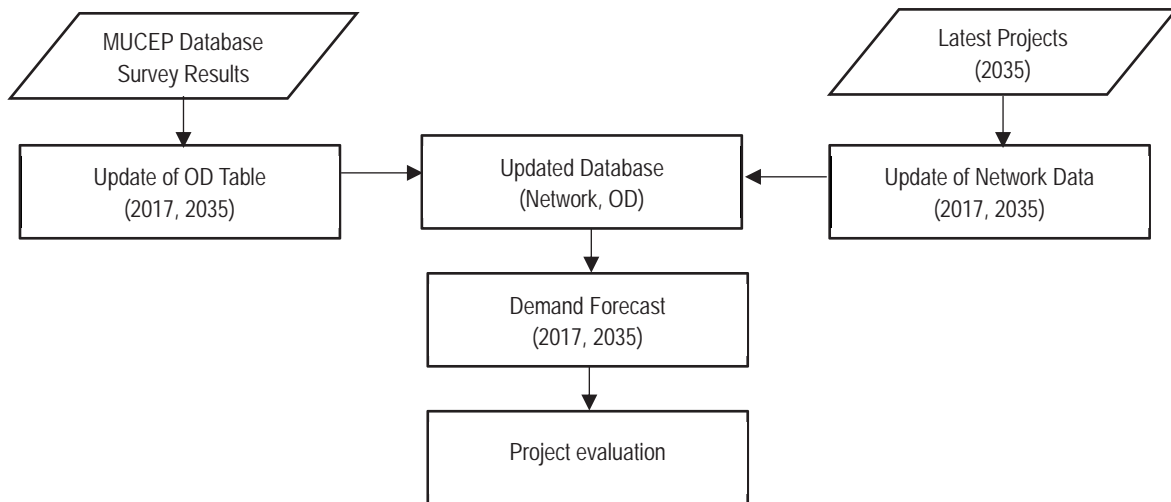 MUCEP Database
Survey Results
Latest Projects
(2035)
Update of OD Table
(2017, 2035)
Updated Database
(Network, OD)
Update of Network Data
(2017, 2035)
Demand Forecast
(2017, 2035)
Project evaluation